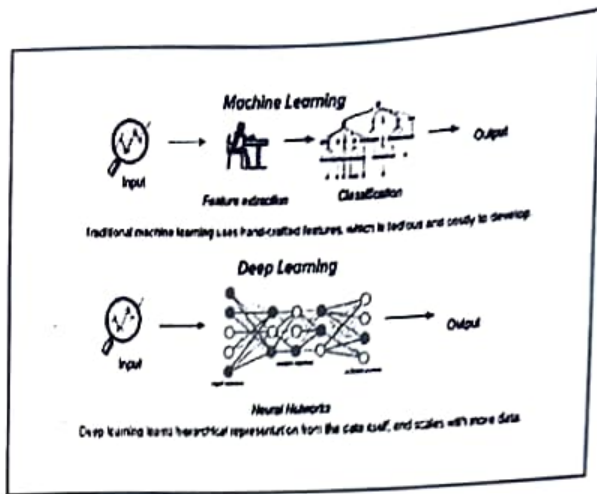 Machine Learning
Input
Feature extraction
Classification
Output
Traditional machine learning uses hand-crafted features, which is tedious and costly to develop.
Deep Learning
Input
Output
Neural Networks
Deep learning learns hierarchical representation from the data itself, and scales with more data.